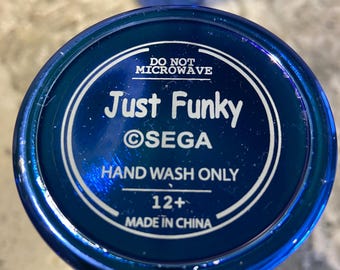 DO NOT
MICROWAVE
Just Funky
©SEGA
HAND WASH ONLY
12+
MADE IN CHINA